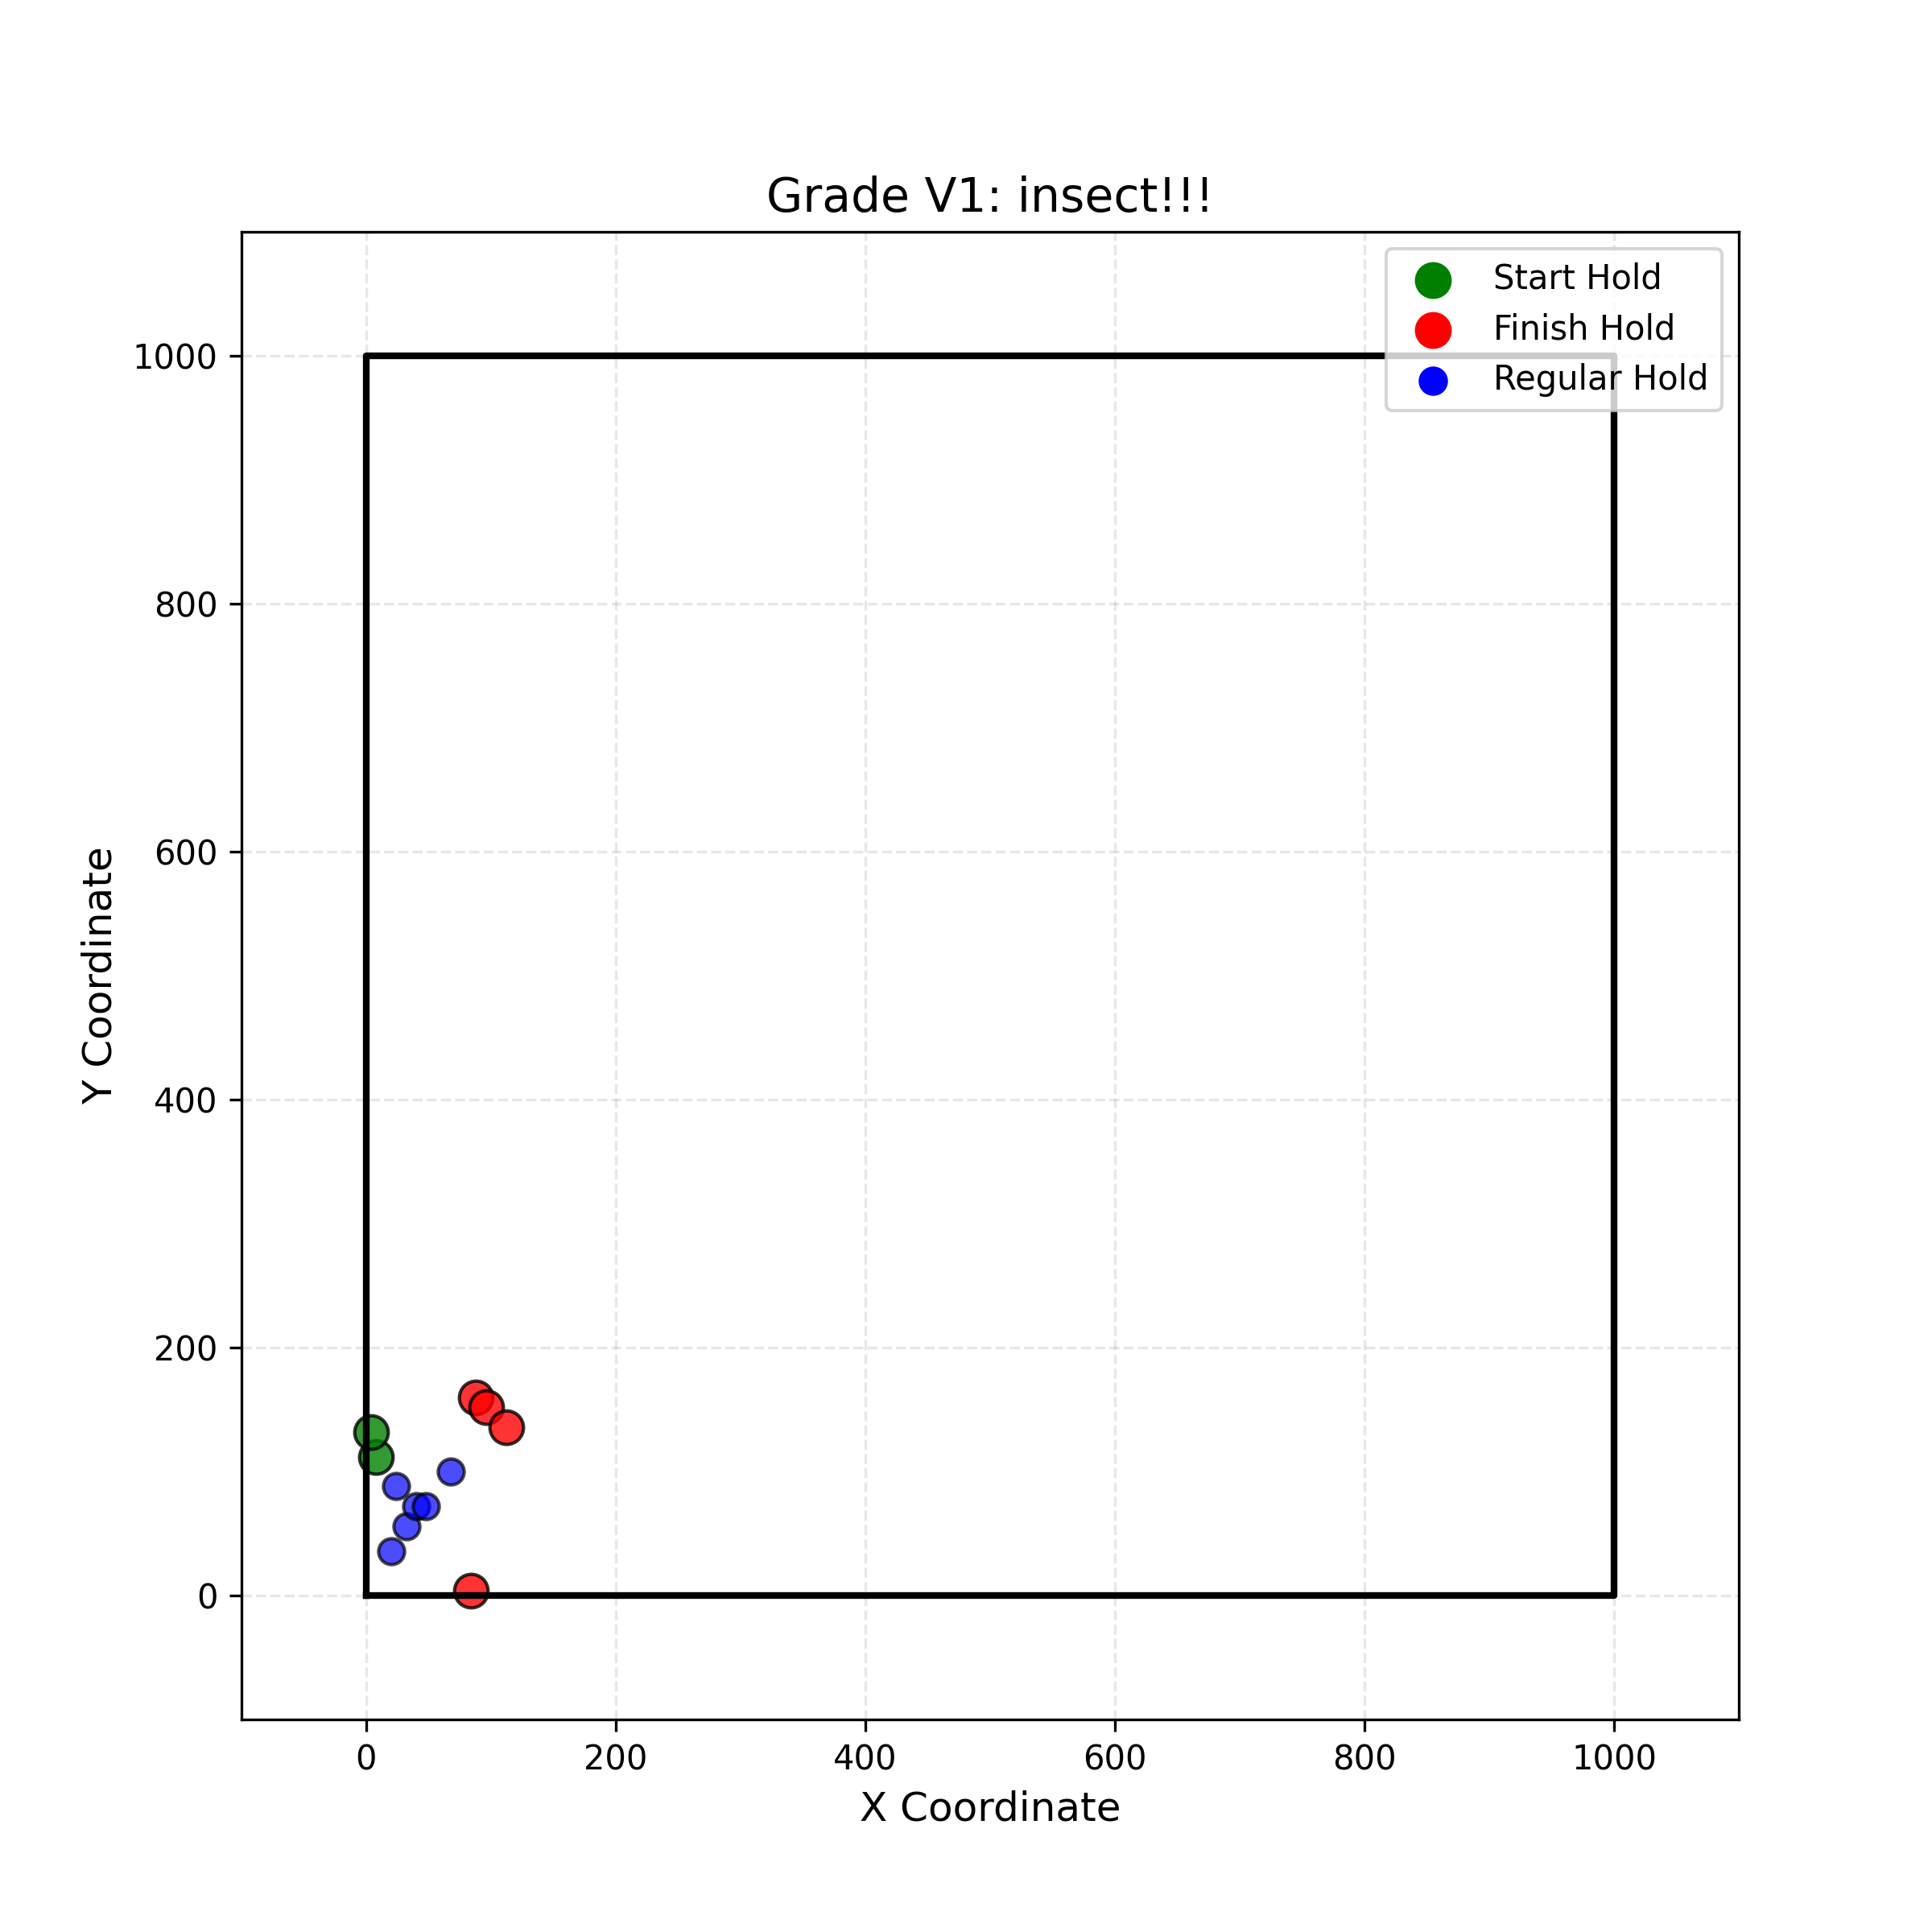 Grade V1: insect!!!
Start Hold
Finish Hold
Regular Hold
1000
800
600
400
200
0
Y Coordinate
0 200 400 600 800 1000
X Coordinate